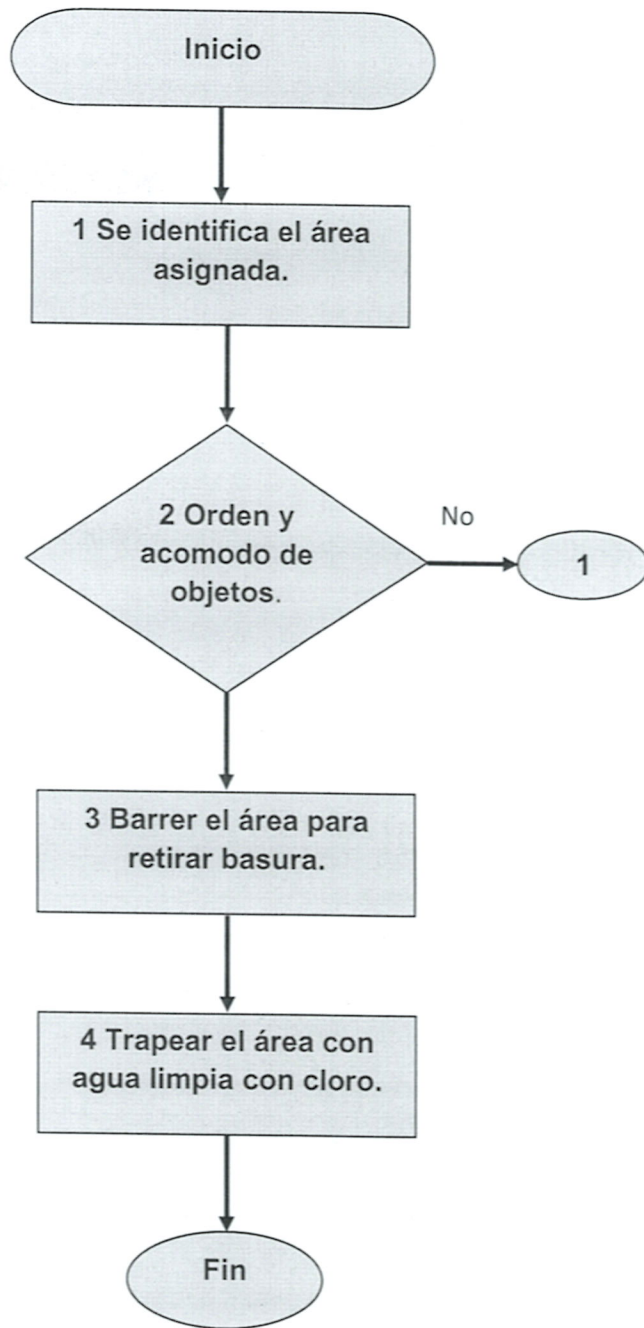 Inicio
1 Se identifica el área
asignada.
2 Orden y
acomodo de
objetos.
No
1
3 Barrer el área para
retirar basura.
4 Trapear el área con
agua limpia con cloro.
Fin